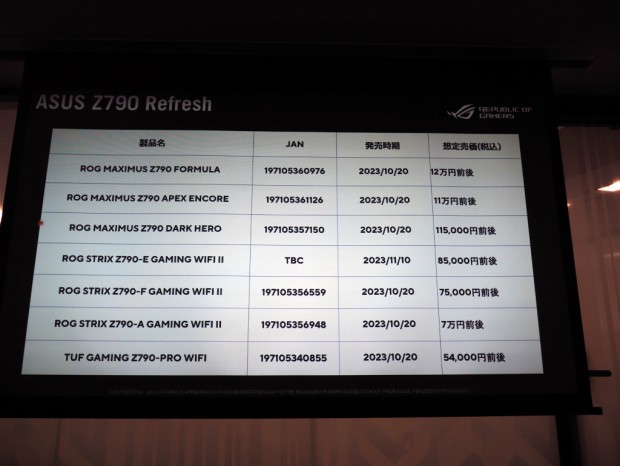 ASUS Z790 Refresh
REPUBLIC OF
GAMERS
製品名 JAN 発売時期 想定売価(税込)
ROG MAXIMUS Z790 FORMULA 197105360976 2023/10/20 12万円前後
ROG MAXIMUS Z790 APEX ENCORE 197105361126 2023/10/20 11万円前後
ROG MAXIMUS Z790 DARK HERO 197105357150 2023/10/20 115,000円前後
ROG STRIX Z790-E GAMING WIFI II TBC 2023/11/10 85,000円前後
ROG STRIX Z790-F GAMING WIFI II 197105356559 2023/10/20 75,000円前後
ROG STRIX Z790-A GAMING WIFI II 197105356948 2023/10/20 7万円前後
TUF GAMING Z790-PRO WIFI 197105340855 2023/10/20 54,000円前後